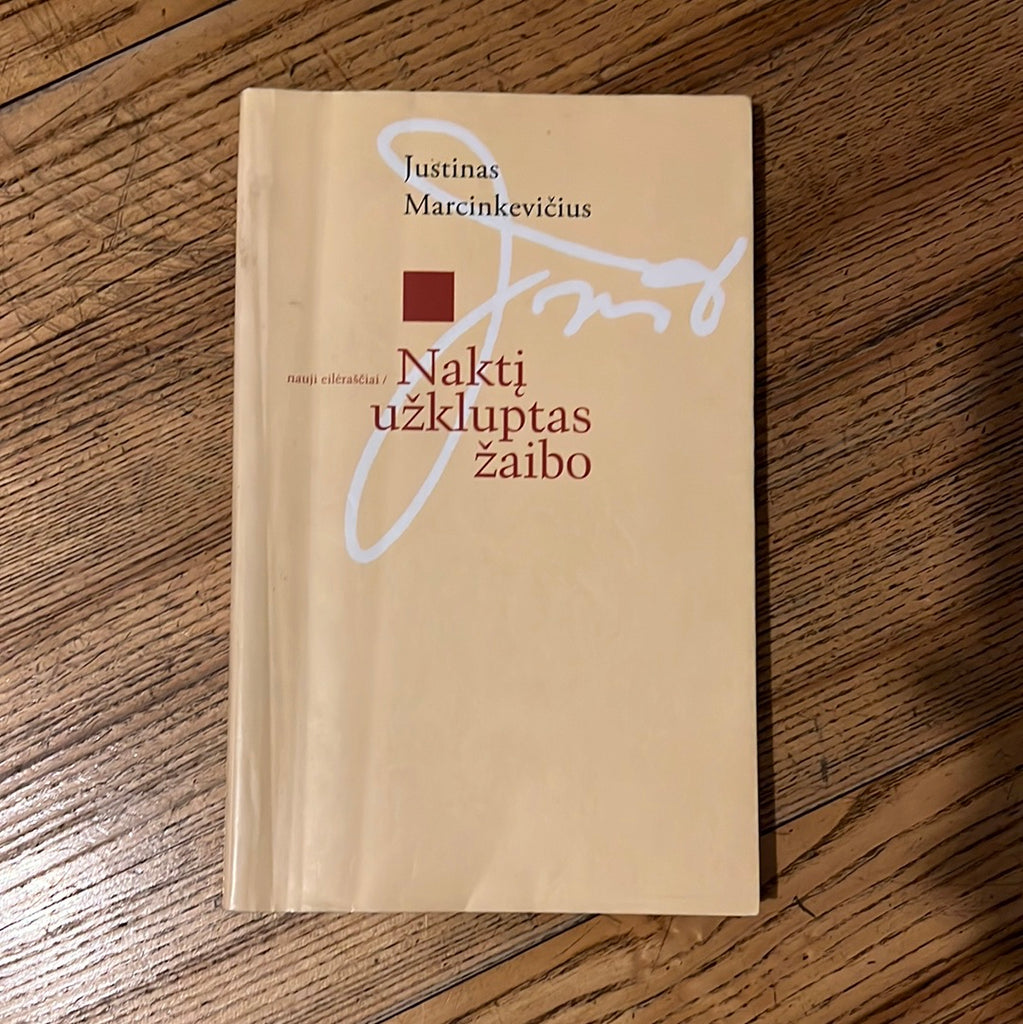 Justinas
Marcinkevičius
nauji eilėraščiai / Naktį
užkluptas
žaibo